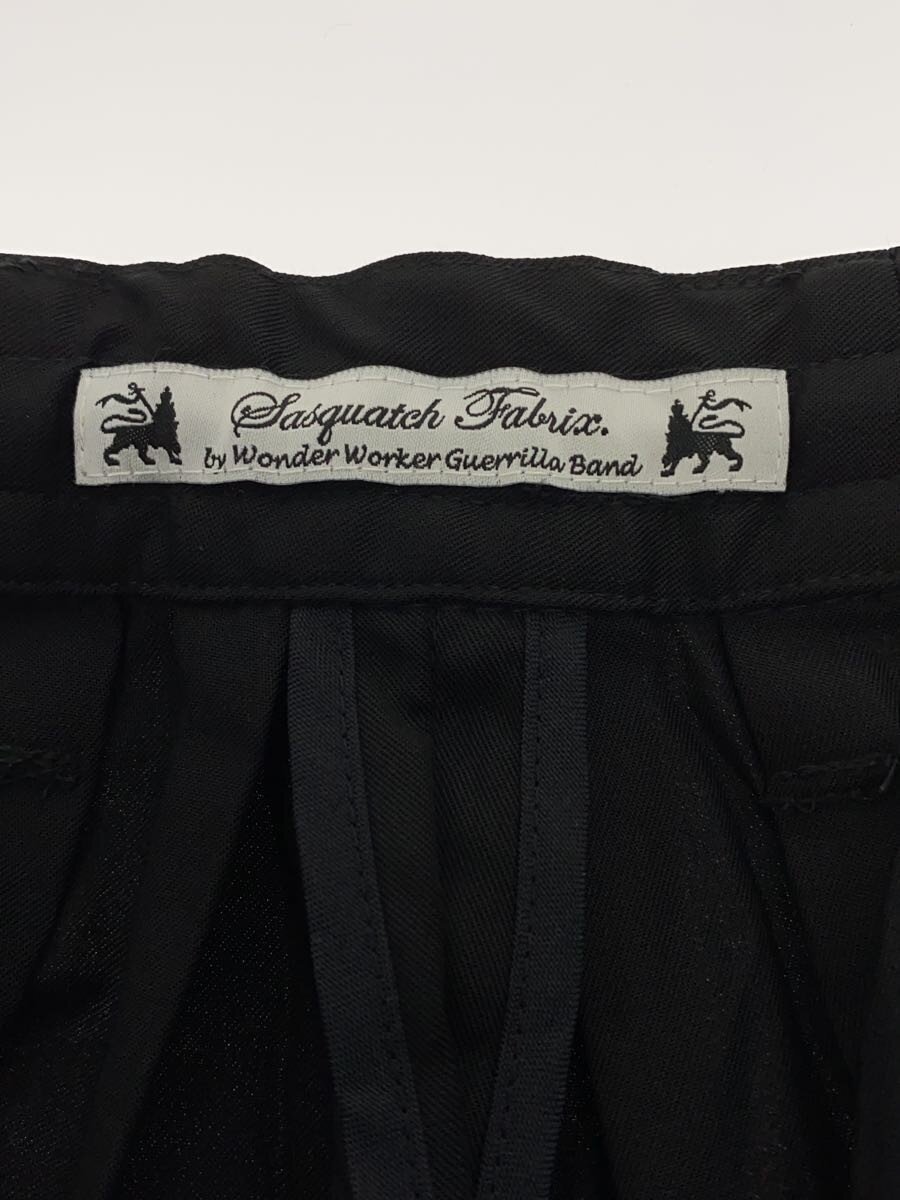 Sasquatch Fabrix.
by Wonder Worker Guerrilla Band